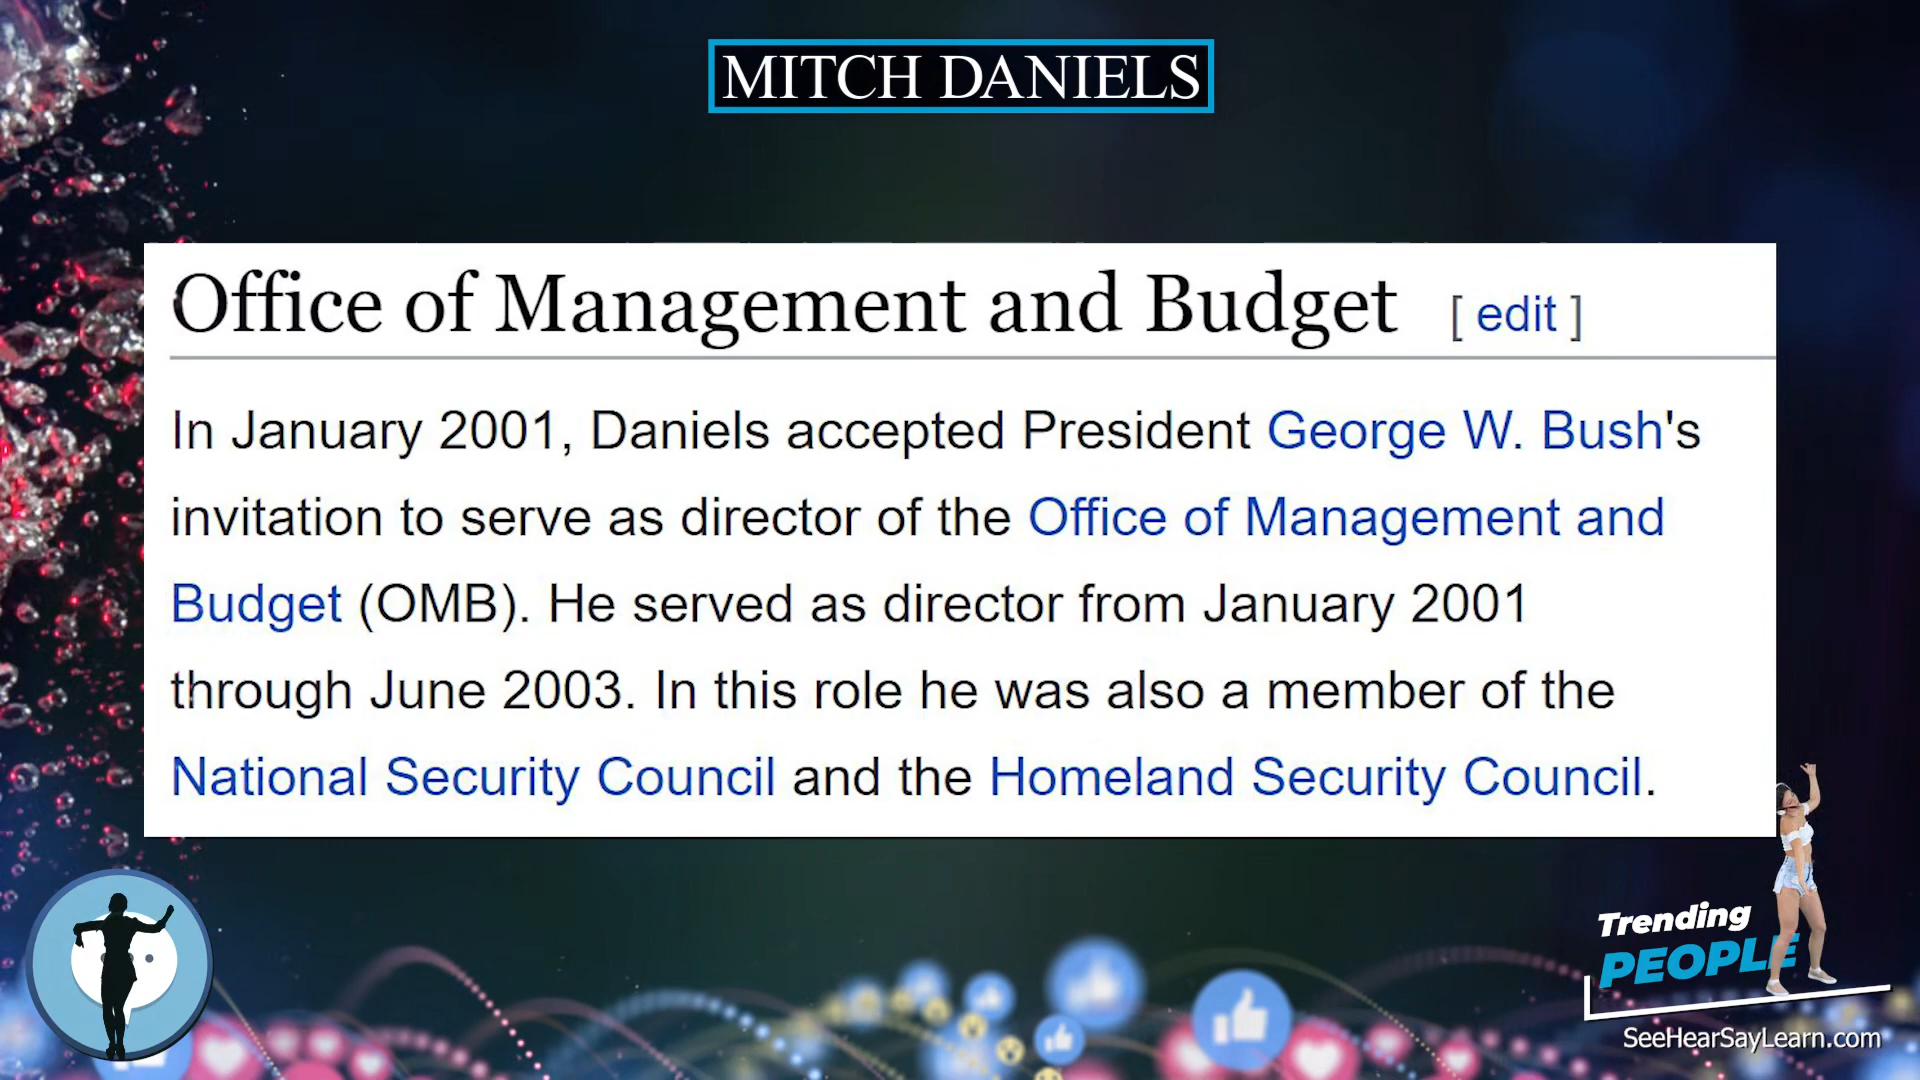 MITCH DANIELS
Office of Management and Budget [ edit ]
In January 2001, Daniels accepted President George W. Bush's
invitation to serve as director of the Office of Management and
Budget (OMB). He served as director from January 2001
through June 2003. In this role he was also a member of the
National Security Council and the Homeland Security Council.
Trending
PEOPLE
SeeHearSayLearn.com